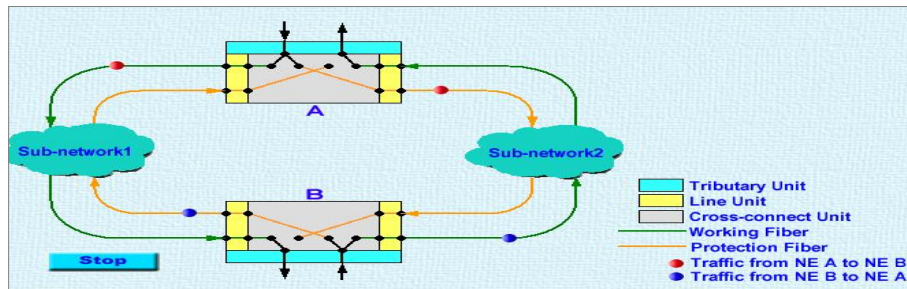 A
Sub-network1
Sub-network2
B
Tributary Unit
Line Unit
Cross-connect Unit
Working Fiber
Protection Fiber
Traffic from NE A to NE B
Traffic from NE B to NE A
Stop